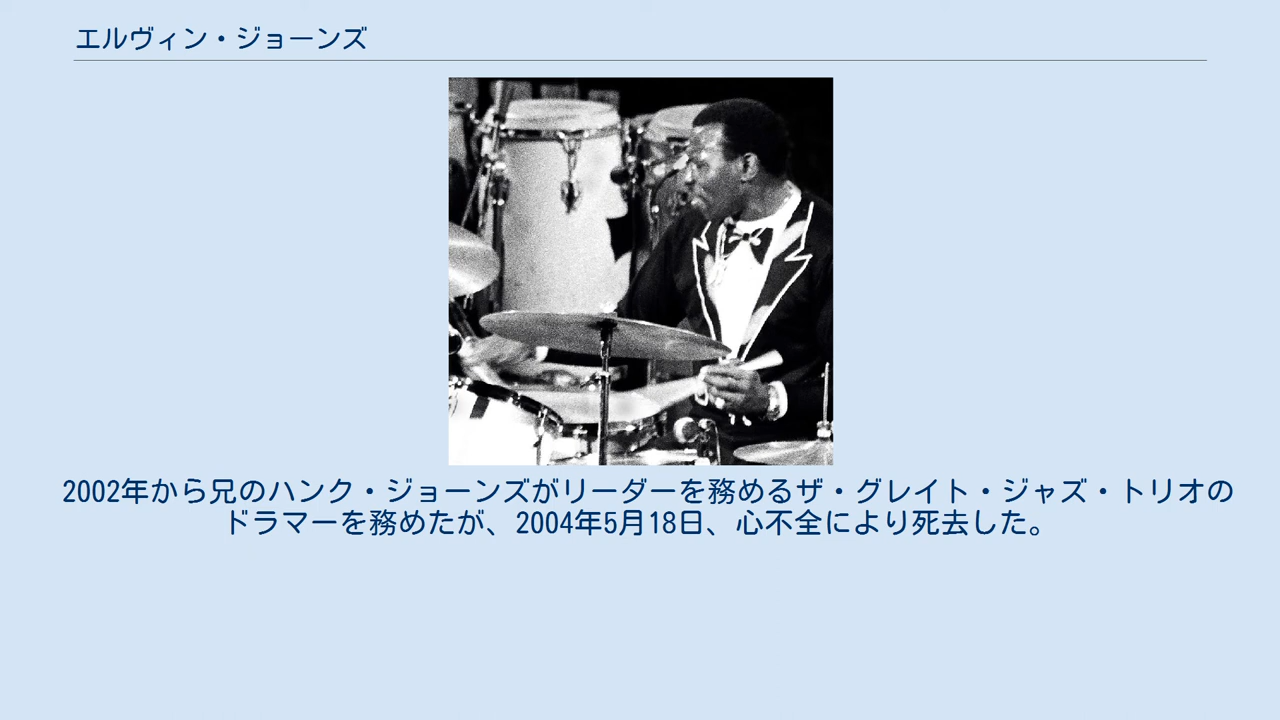 エルヴィン・ジョーンズ
2002年から兄のハンク・ジョーンズがリーダーを務めるザ・グレイト・ジャズ・トリオの
ドラマーを務めたが、2004年5月18日、心不全により死去した。